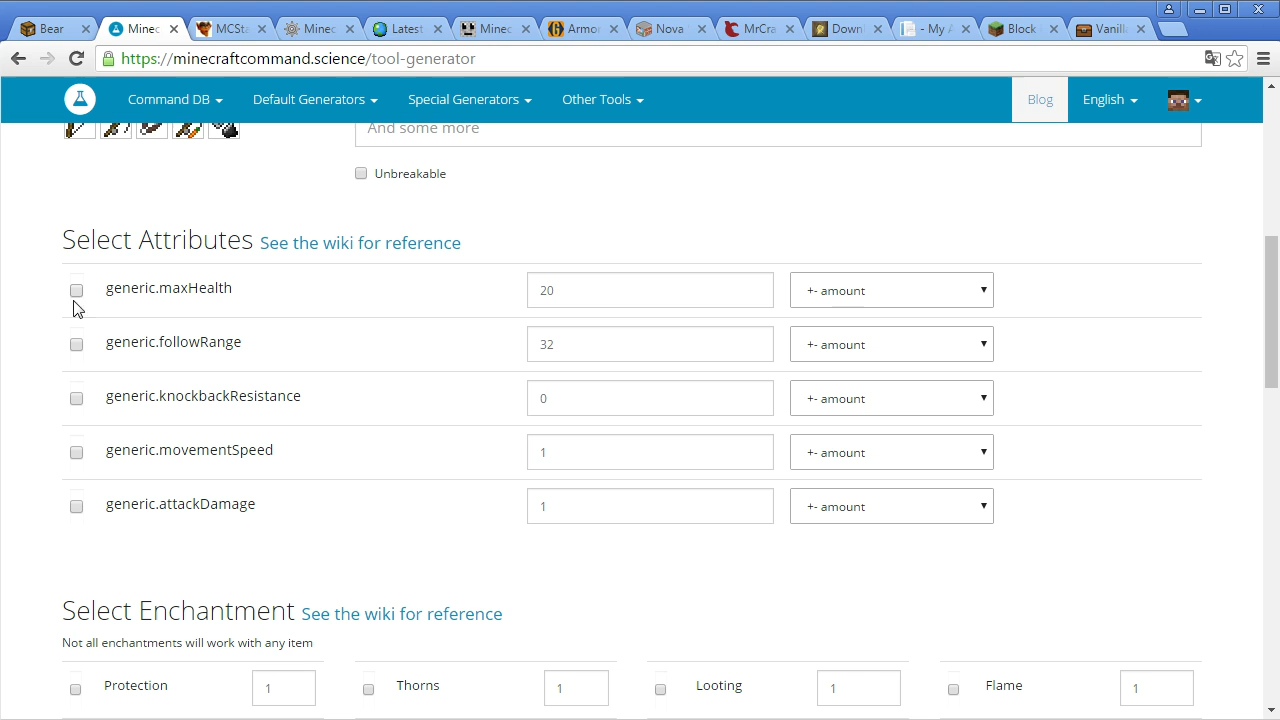 Bear
Minec
MCSta
Minec
Latest
Minec
Armor
Nova
MrCra
Downl
- My A
Block
Vanill
https://minecraftcommand.science/tool-generator
Command DB
Default Generators
Special Generators
Other Tools
Blog
English
And some more
Unbreakable
Select Attributes See the wiki for reference
generic.maxHealth 20 +- amount
generic.followRange 32 +- amount
generic.knockbackResistance 0 +- amount
generic.movementSpeed 1 +- amount
generic.attackDamage 1 +- amount
Select Enchantment See the wiki for reference
Not all enchantments will work with any item
Protection 1 Thorns 1 Looting 1 Flame 1